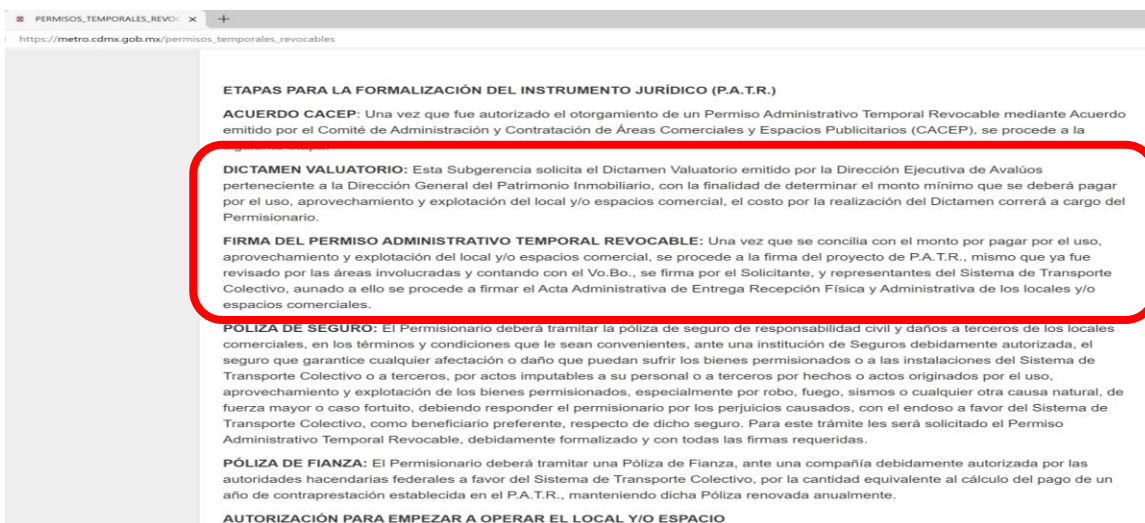 PERMISOS_TEMPORALES_REVOC
https://metro.cdmx.gob.mx/permisos_temporales_revocables
ETAPAS PARA LA FORMALIZACIÓN DEL INSTRUMENTO JURÍDICO (P.A.T.R.)
ACUERDO CACEP: Una vez que fue autorizado el otorgamiento de un Permiso Administrativo Temporal Revocable mediante Acuerdo
emitido por el Comité de Administración y Contratación de Áreas Comerciales y Espacios Publicitarios (CACEP), se procede a la
DICTAMEN VALUATORIO: Esta Subgerencia solicita el Dictamen Valuatorio emitido por la Dirección Ejecutiva de Avalúos
perteneciente a la Dirección General del Patrimonio Inmobiliario, con la finalidad de determinar el monto mínimo que se deberá pagar
por el uso, aprovechamiento y explotación del local y/o espacios comercial, el costo por la realización del Dictamen correrá a cargo del
Permisionario.
FIRMA DEL PERMISO ADMINISTRATIVO TEMPORAL REVOCABLE: Una vez que se concilia con el monto por pagar por el uso,
aprovechamiento y explotación del local y/o espacios comercial, se procede a la firma del proyecto de P.A.T.R., mismo que ya fue
revisado por las áreas involucradas y contando con el Vo.Bo., se firma por el Solicitante, y representantes del Sistema de Transporte
Colectivo, aunado a ello se procede a firmar el Acta Administrativa de Entrega Recepción Física y Administrativa de los locales y/o
espacios comerciales.
PÓLIZA DE SEGURO: El Permisionario deberá tramitar la póliza de seguro de responsabilidad civil y daños a terceros de los locales
comerciales, en los términos y condiciones que le sean convenientes, ante una institución de Seguros debidamente autorizada, el
seguro que garantice cualquier afectación o daño que puedan sufrir los bienes permisionados o a las instalaciones del Sistema de
Transporte Colectivo o a terceros, por actos imputables a su personal o a terceros por hechos o actos originados por el uso,
aprovechamiento y explotación de los bienes permisionados, especialmente por robo, fuego, sismos o cualquier otra causa natural, de
fuerza mayor o caso fortuito, debiendo responder el permisionario por los perjuicios causados, con el endoso a favor del Sistema de
Transporte Colectivo, como beneficiario preferente, respecto de dicho seguro. Para este trámite les será solicitado el Permiso
Administrativo Temporal Revocable, debidamente formalizado y con todas las firmas requeridas.
PÓLIZA DE FIANZA: El Permisionario deberá tramitar una Póliza de Fianza, ante una compañía debidamente autorizada por las
autoridades hacendarias federales a favor del Sistema de Transporte Colectivo, por la cantidad equivalente al cálculo del pago de un
año de contraprestación establecida en el P.A.T.R., manteniendo dicha Póliza renovada anualmente.
AUTORIZACIÓN PARA EMPEZAR A OPERAR EL LOCAL Y/O ESPACIO